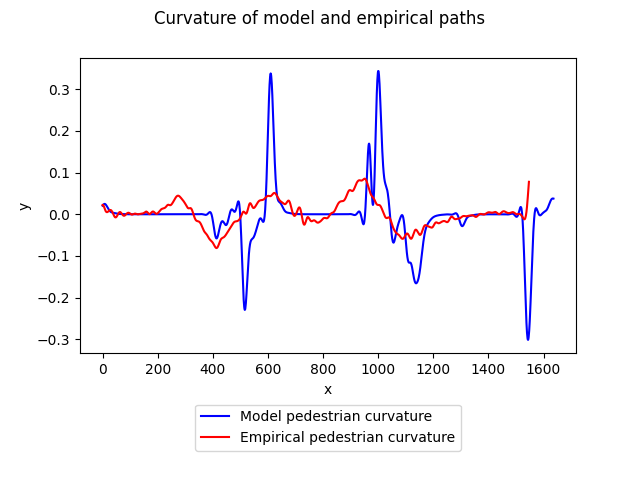 Curvature of model and empirical paths
0.3
0.2
0.1
0.0
−0.1
−0.2
−0.3
y
0 200 400 600 800 1000 1200 1400 1600
x
Model pedestrian curvature
Empirical pedestrian curvature